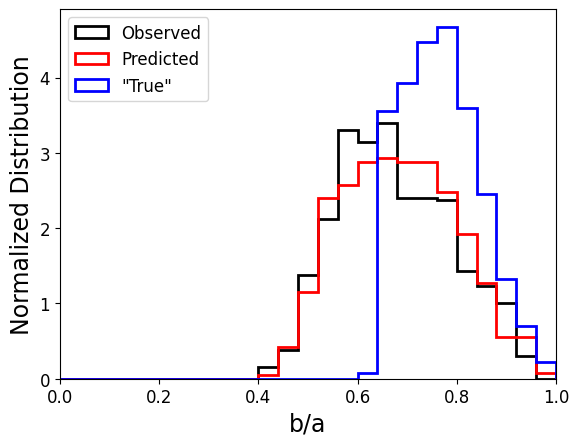 Observed
Predicted
"True"
Normalized Distribution
4
3
2
1
0
0.0 0.2 0.4 0.6 0.8 1.0
b/a